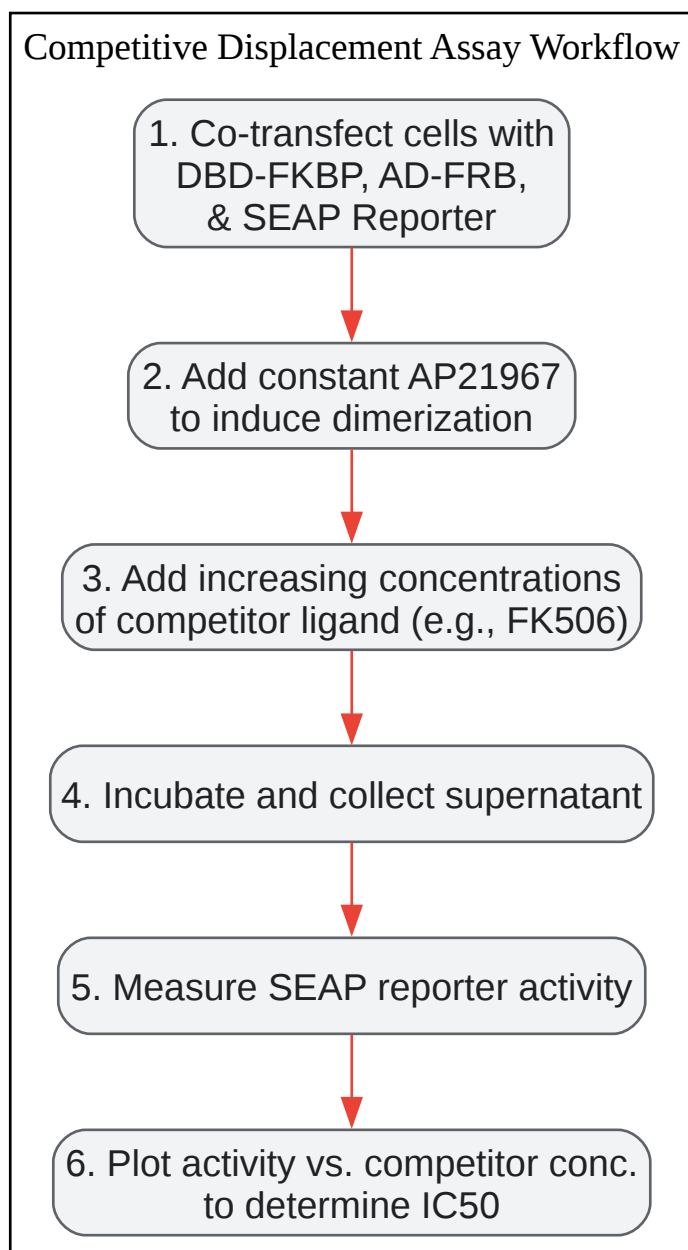 Competitive Displacement Assay Workflow
1. Co-transfect cells with
DBD-FKBP, AD-FRB,
& SEAP Reporter
2. Add constant AP21967
to induce dimerization
3. Add increasing concentrations
of competitor ligand (e.g., FK506)
4. Incubate and collect supernatant
5. Measure SEAP reporter activity
6. Plot activity vs. competitor conc.
to determine IC50